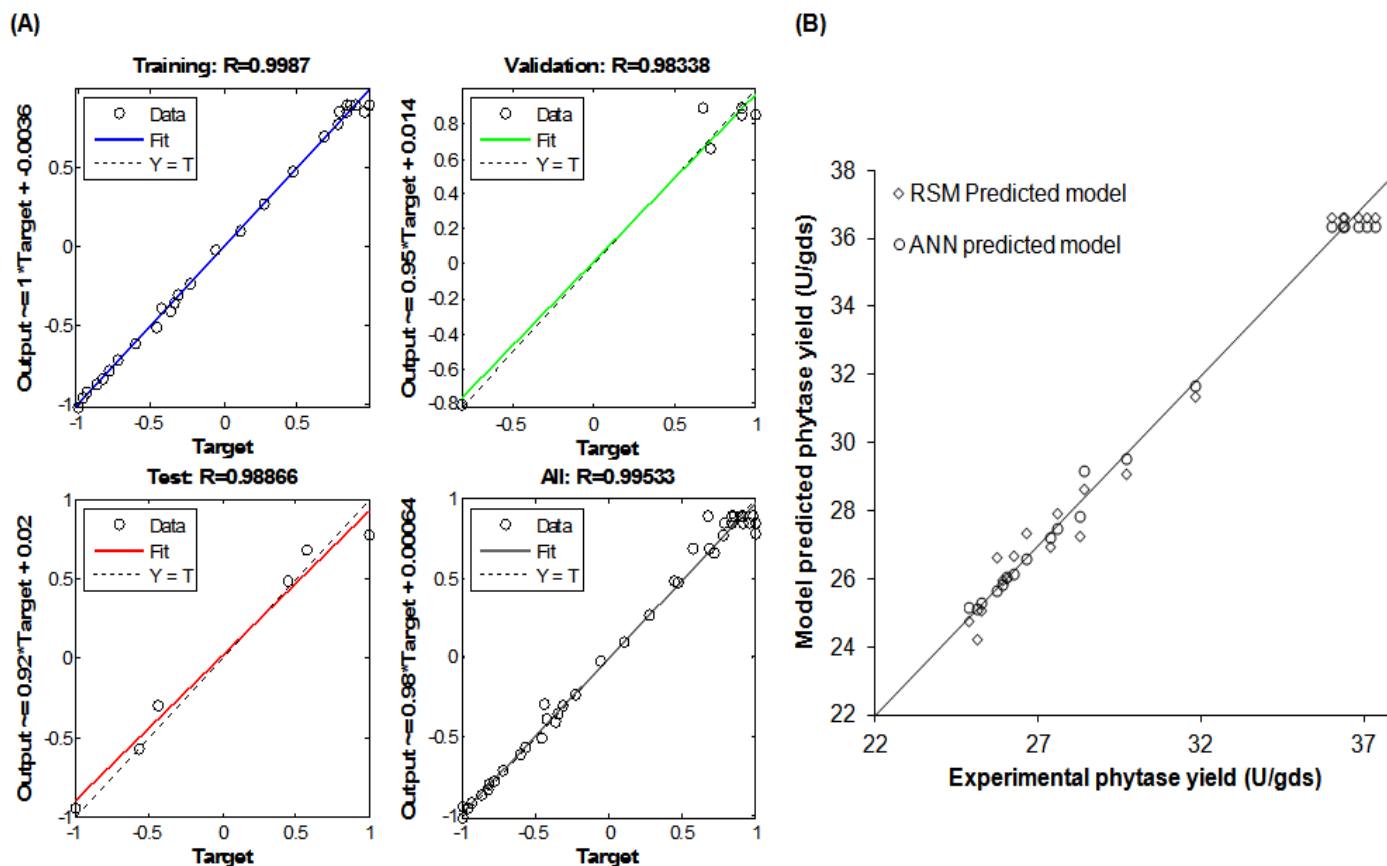 (A)
Training: R=0.9987
Output ~= 1*Target + -0.0036
Data
Fit
Y = T
0.5
0
-0.5
-1
-1
-0.5
0
0.5
1
Target
Validation: R=0.98338
Output ~= 0.95*Target + 0.014
Data
Fit
Y = T
0.8
0.6
0.4
0.2
0
-0.2
-0.4
-0.6
-0.8
-0.5
0
0.5
1
Target
Test: R=0.98866
Output ~= 0.92*Target + 0.02
Data
Fit
Y = T
1
0.5
0
-0.5
-1
-1
-0.5
0
0.5
1
Target
All: R=0.99533
Output ~= 0.98*Target + 0.00064
Data
Fit
Y = T
1
0.5
0
-0.5
-1
-1
-0.5
0
0.5
1
Target
(B)
Model predicted phytase yield (U/gds)
RSM Predicted model
ANN predicted model
38
36
34
32
30
28
26
24
22
22
27
32
37
Experimental phytase yield (U/gds)